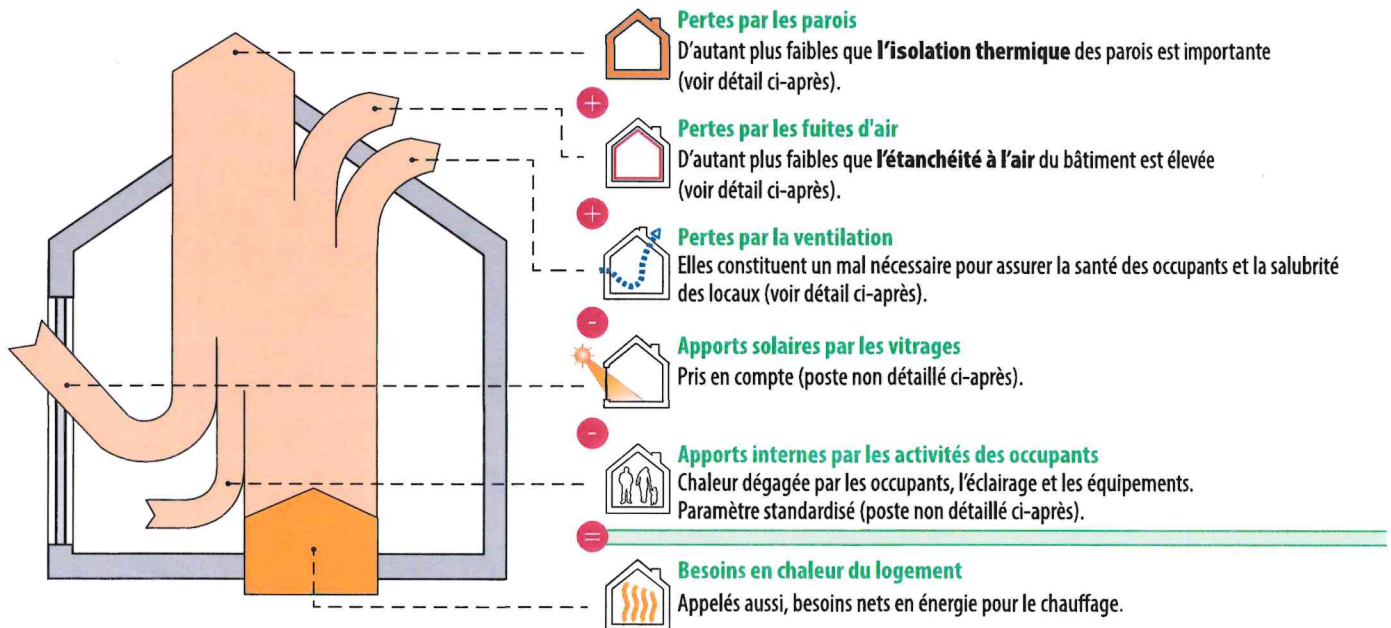 Pertes par les parois
D'autant plus faibles que l'isolation thermique des parois est importante
(voir détail ci-après).
+
Pertes par les fuites d'air
D'autant plus faibles que l'étanchéité à l'air du bâtiment est élevée
(voir détail ci-après).
+
Pertes par la ventilation
Elles constituent un mal nécessaire pour assurer la santé des occupants et la salubrité
des locaux (voir détail ci-après).
-
Apports solaires par les vitrages
Pris en compte (poste non détaillé ci-après).
-
Apports internes par les activités des occupants
Chaleur dégagée par les occupants, l'éclairage et les équipements.
Paramètre standardisé (poste non détaillé ci-après).
=
Besoins en chaleur du logement
Appelés aussi, besoins nets en énergie pour le chauffage.